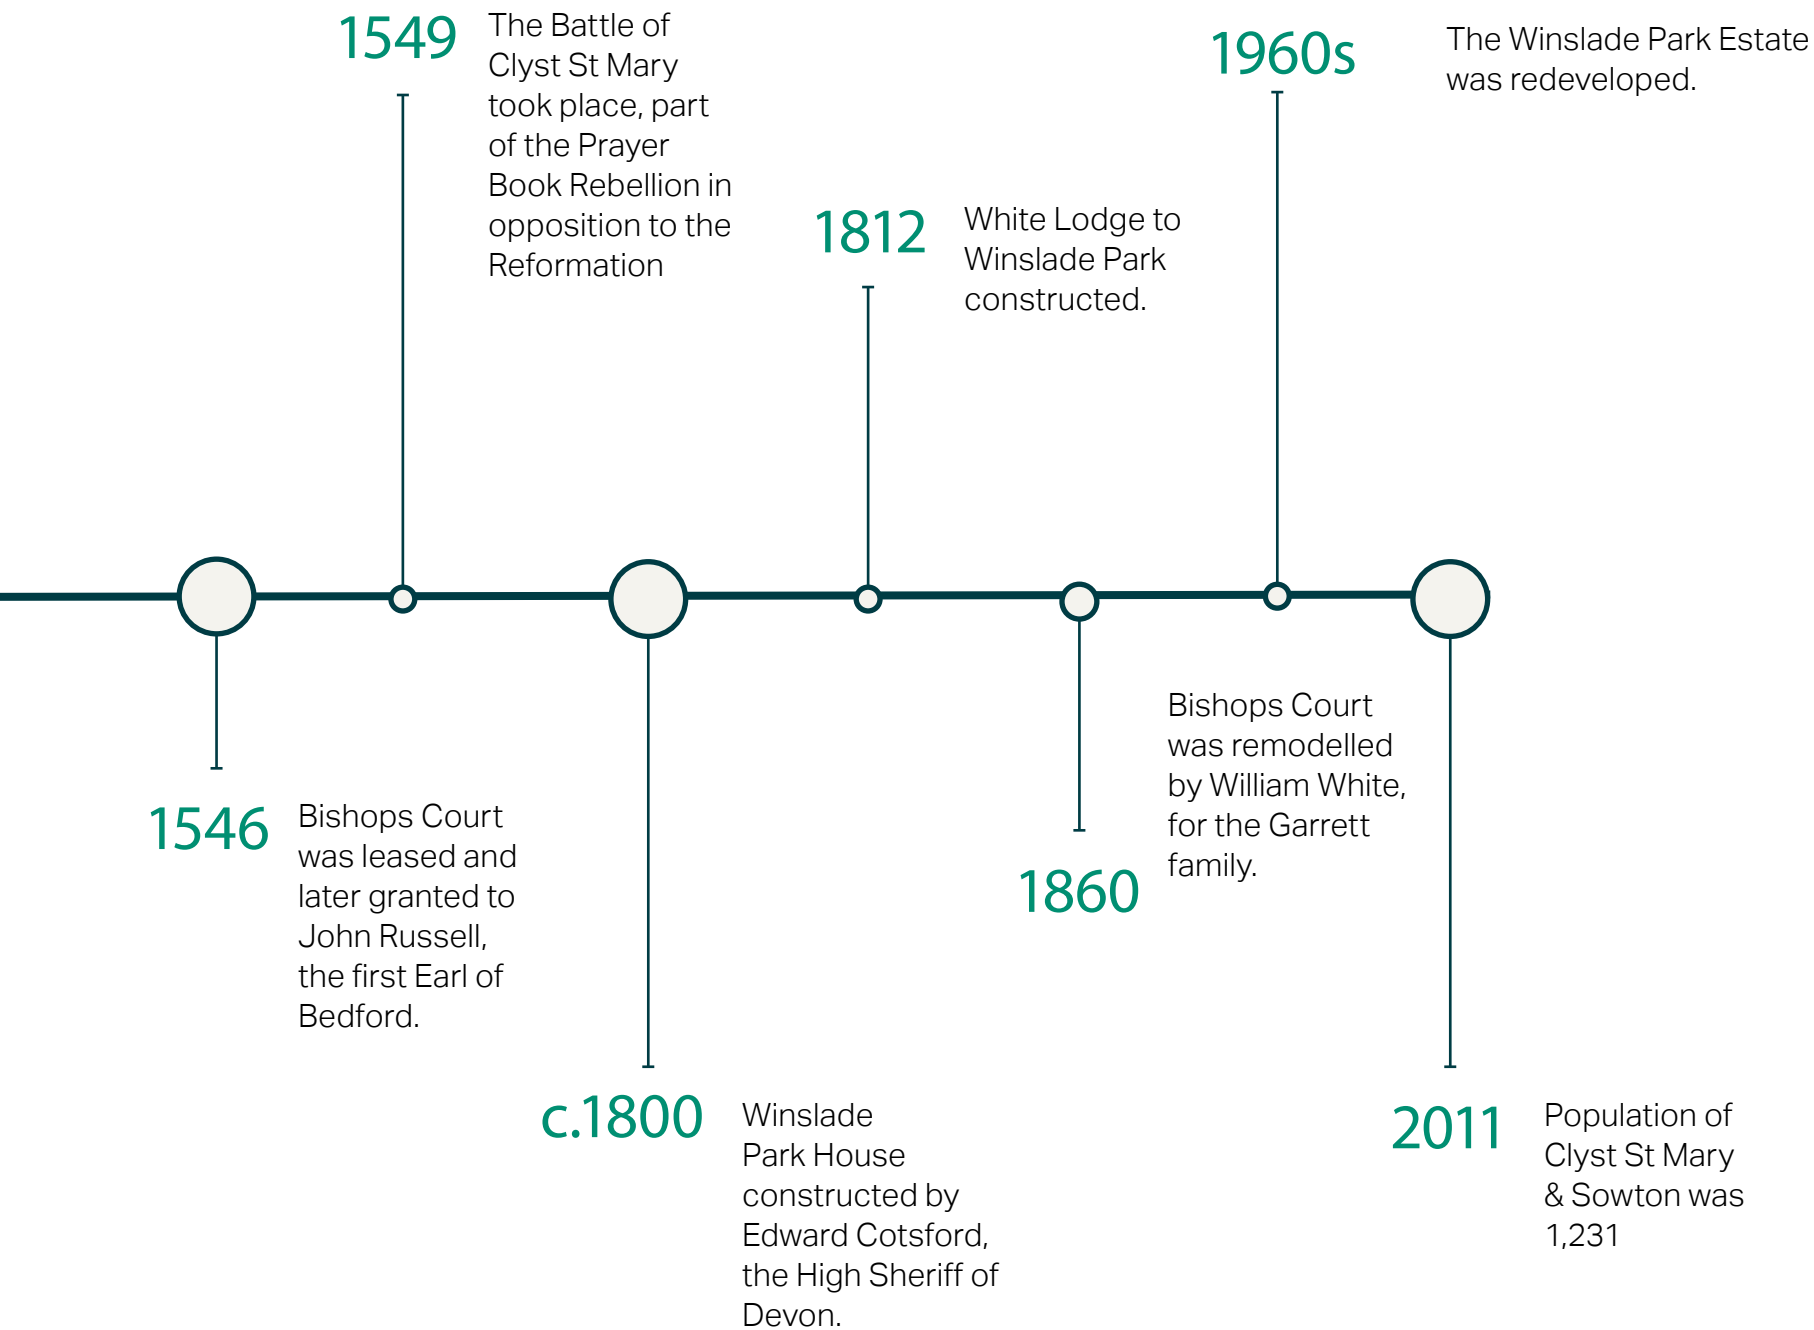 1549
The Battle of
Clyst St Mary
took place, part
of the Prayer
Book Rebellion in
opposition to the
Reformation
1812
White Lodge to
Winslade Park
constructed.
1960s
The Winslade Park Estate
was redeveloped.
1546
Bishops Court
was leased and
later granted to
John Russell,
the first Earl of
Bedford.
c.1800
Winslade
Park House
constructed by
Edward Cotsford,
the High Sheriff of
Devon.
1860
Bishops Court
was remodelled
by William White,
for the Garrett
family.
2011
Population of
Clyst St Mary
& Sowton was
1,231